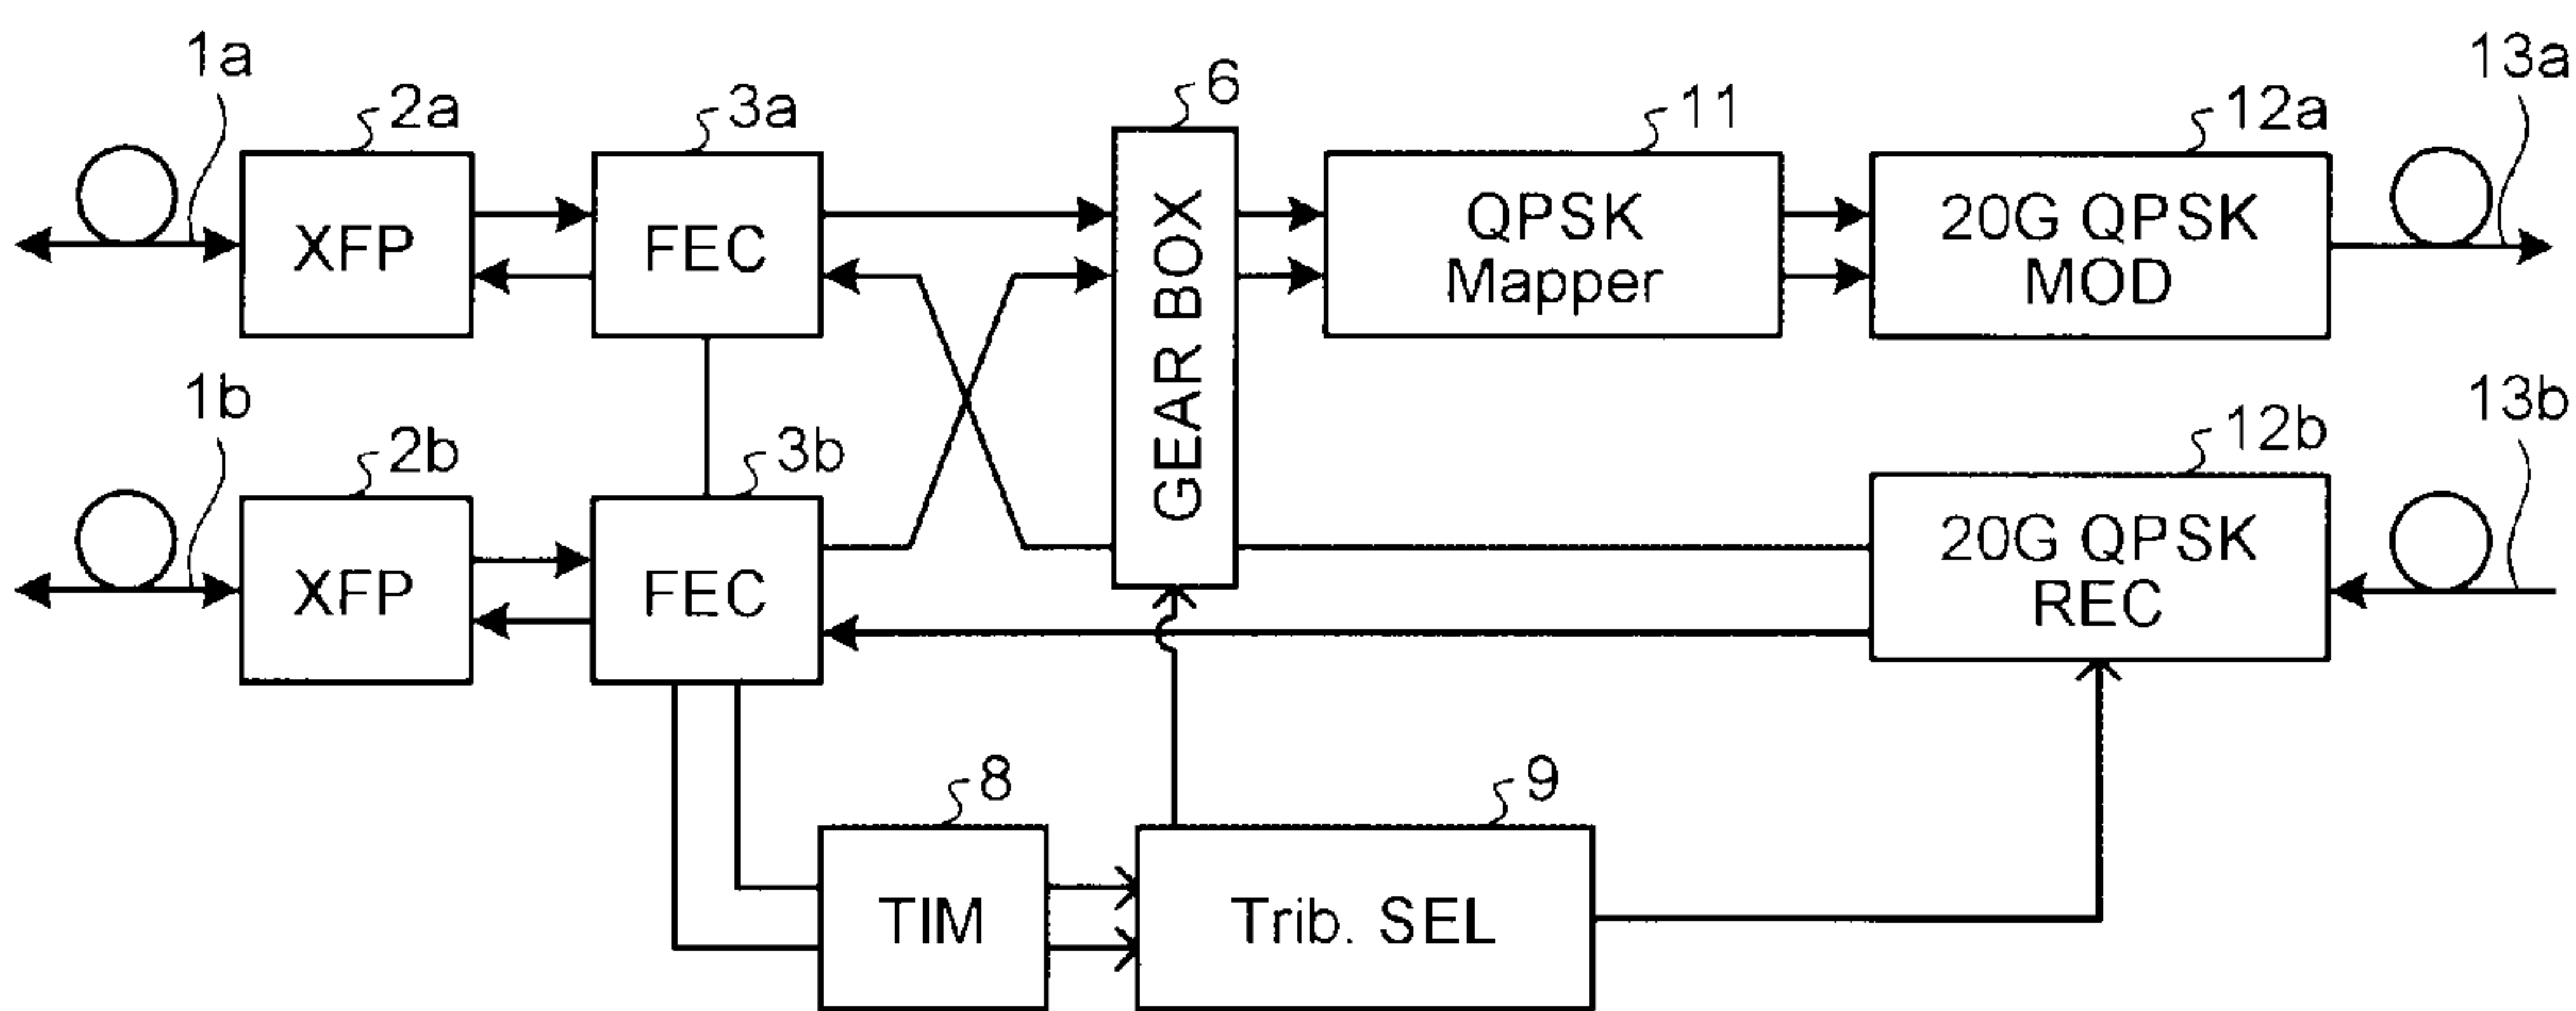 1a
2a
3a
6
11
12a
13a
XFP
FEC
GEAR BOX
QPSK
Mapper
20G QPSK
MOD
1b
2b
3b
12b
13b
XFP
FEC
20G QPSK
REC
8
9
TIM
Trib. SEL